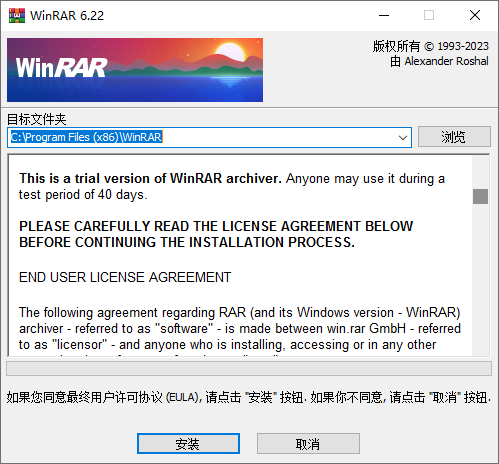 WinRAR 6.22
WinRAR
版权所有 © 1993-2023
由 Alexander Roshal
目标文件夹
C:\Program Files (x86)\WinRAR
浏览
This is a trial version of WinRAR archiver. Anyone may use it during a
test period of 40 days.
PLEASE CAREFULLY READ THE LICENSE AGREEMENT BELOW
BEFORE CONTINUING THE INSTALLATION PROCESS.
END USER LICENSE AGREEMENT
The following agreement regarding RAR (and its Windows version - WinRAR)
archiver - referred to as "software" - is made between win.rar GmbH - referred
to as "licensor" - and anyone who is installing, accessing or in any other
如果您同意最终用户许可协议 (EULA), 请点击 "安装" 按钮. 如果你不同意, 请点击 "取消" 按钮.
安装
取消